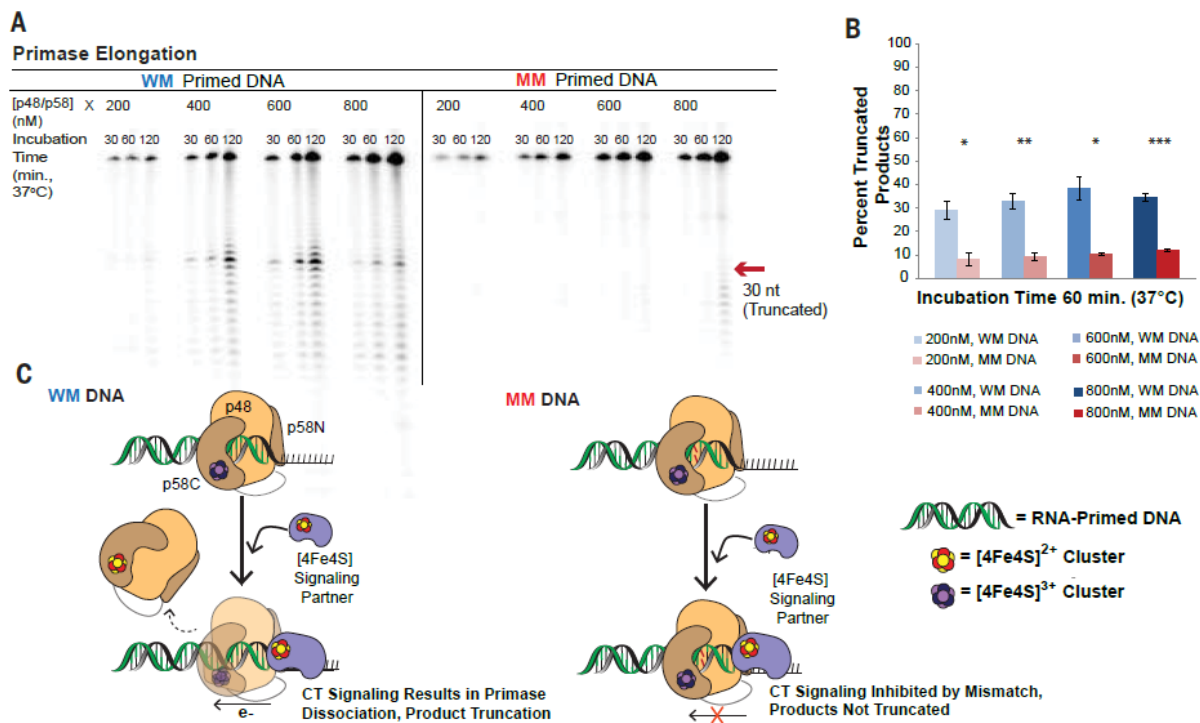 A
Primase Elongation
WM Primed DNA
MM Primed DNA
[p48/p58] X 200 400 600 800 200 400 600 800
(nM)
Incubation 30 60 120 30 60 120 30 60 120 30 60 120 30 60 120 30 60 120 30 60 120 30 60 120
Time
(min.,
37°C)
30 nt
(Truncated)
B
Percent Truncated
Products
100
90
80
70
60
50
40
30
20
10
0
* ** * ***
Incubation Time 60 min. (37°C)
200nM, WM DNA
200nM, MM DNA
400nM, WM DNA
400nM, MM DNA
600nM, WM DNA
600nM, MM DNA
800nM, WM DNA
800nM, MM DNA
C
WM DNA
p48
p58N
p58C
[4Fe4S]
Signaling
Partner
CT Signaling Results in Primase
Dissociation, Product Truncation
e-
MM DNA
[4Fe4S]
Signaling
Partner
CT Signaling Inhibited by Mismatch,
Products Not Truncated
X
= RNA-Primed DNA
= [4Fe4S]2+ Cluster
= [4Fe4S]3+ Cluster